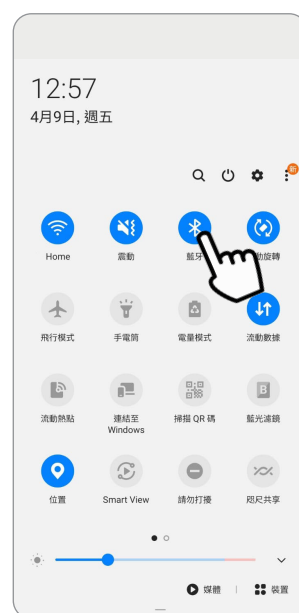 12:57
4月9日, 週五
新
Home
震動
藍牙
動旋轉
飛行模式
手電筒
電量模式
流動數據
流動熱點
連結至
Windows
掃描 QR 碼
藍光濾鏡
位置
Smart View
請勿打擾
咫尺共享
媒體
裝置